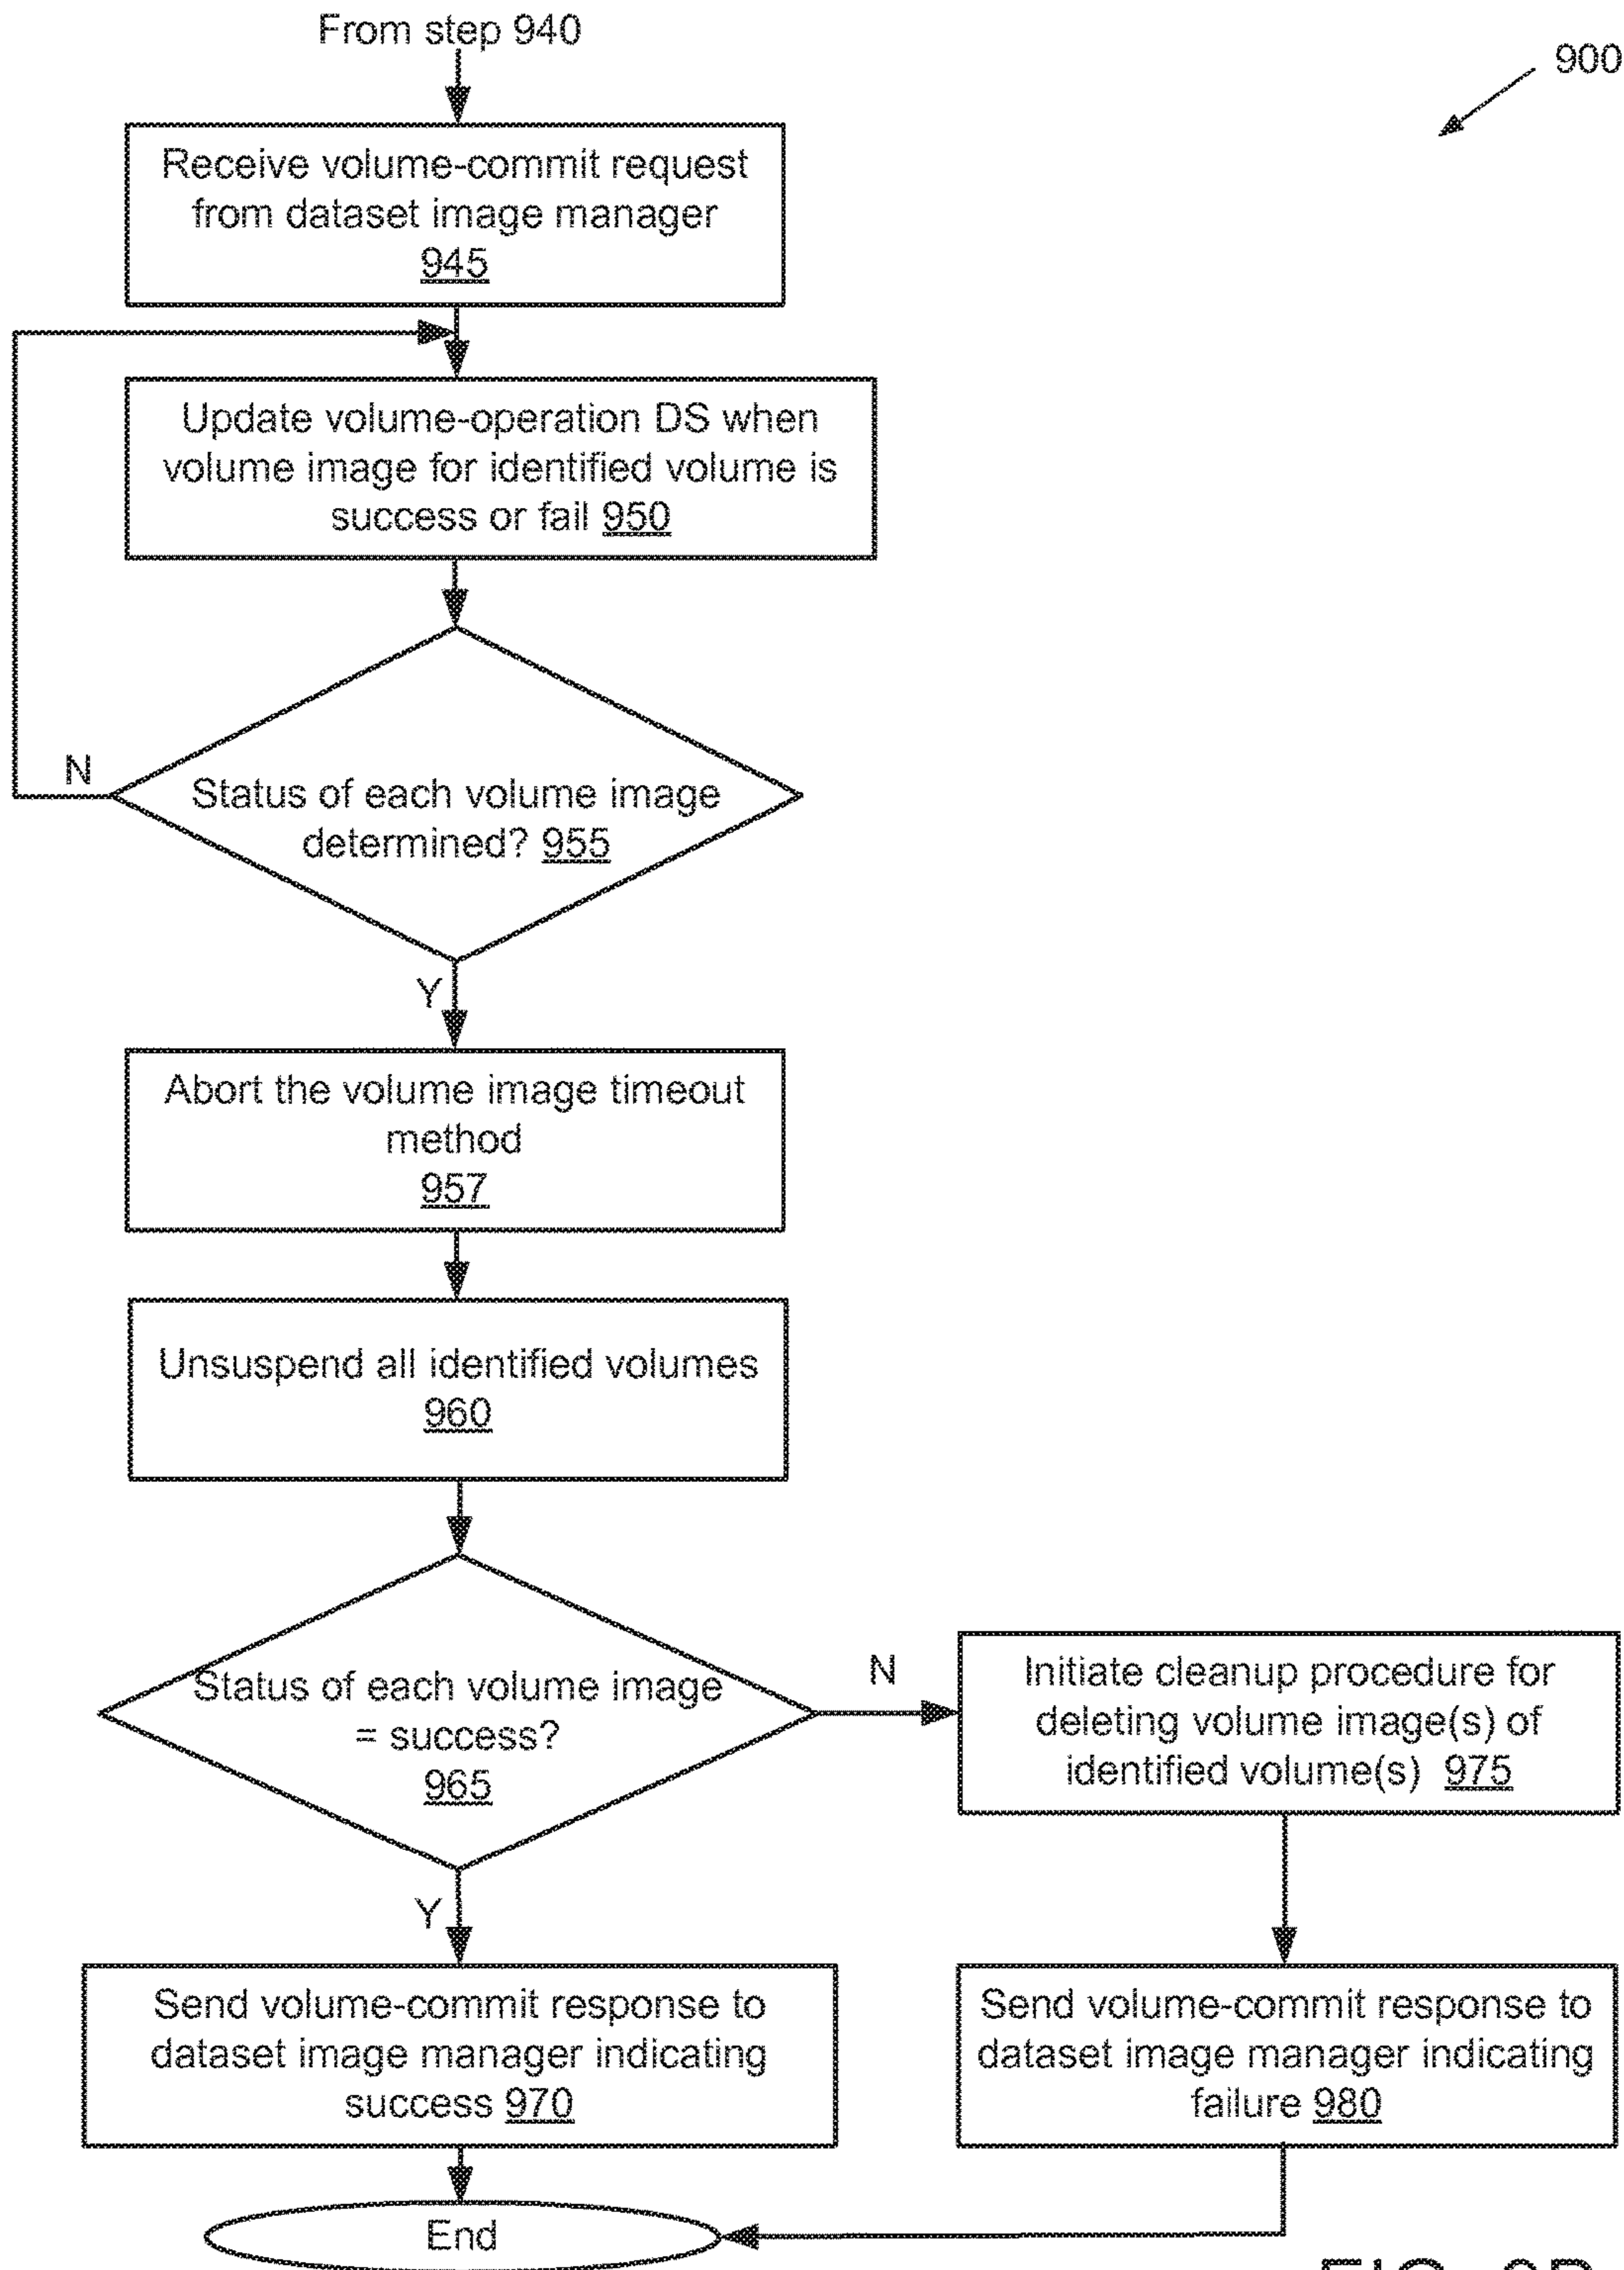 From step 940
900
Receive volume-commit request
from dataset image manager
945
Update volume-operation DS when
volume image for identified volume is
success or fail 950
N
Status of each volume image
determined? 955
Y
Abort the volume image timeout
method
957
Unsuspend all identified volumes
960
Status of each volume image
= success?
965
N
Initiate cleanup procedure for
deleting volume image(s) of
identified volume(s) 975
Y
Send volume-commit response to
dataset image manager indicating
success 970
Send volume-commit response to
dataset image manager indicating
failure 980
End